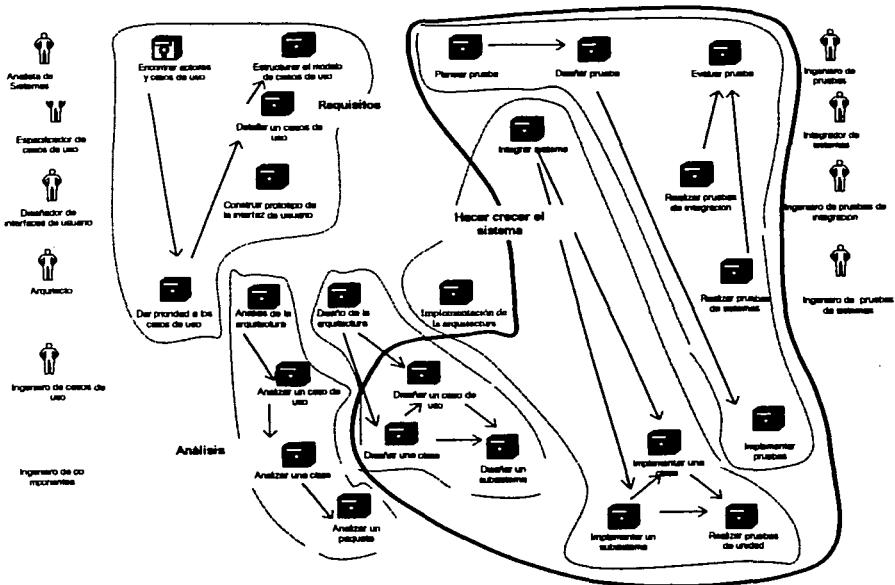 Analista de
Sistemas
Especificador de
casos de uso
Diseñador de
interfaces de usuario
Arquitecto
Ingeniero de casos de
uso
Ingeniero de co
mponentes
Encontrar actores
y casos de uso
Estructurar el modelo
de casos de uso
Requisitos
Detallar un casos de
uso
Construir prototipo de
la interfaz de usuario
Dar prioridad a los
casos de uso
Análisis de la
arquitectura
Analizar un caso de
uso
Análisis
Analizar una clase
Analizar un
paquete
Diseño de la
arquitectura
Diseñar un caso de
uso
Diseñar una clase
Diseñar un
subsistema
Implementación de
la arquitectura
Planear prueba
Diseñar prueba
Evaluar prueba
Integrar sistema
Hacer crecer el
sistema
Realizar pruebas
de integracion
Realizar pruebas
de sistemas
Implementar
pruebas
Implementar una
clase
Implementar un
subsistema
Realizar pruebas
de unidad
Ingeniero de
pruebas
Integrador de
sistemas
Ingeniero de pruebas de
integracion
Ingeniero de pruebas
de sistemas